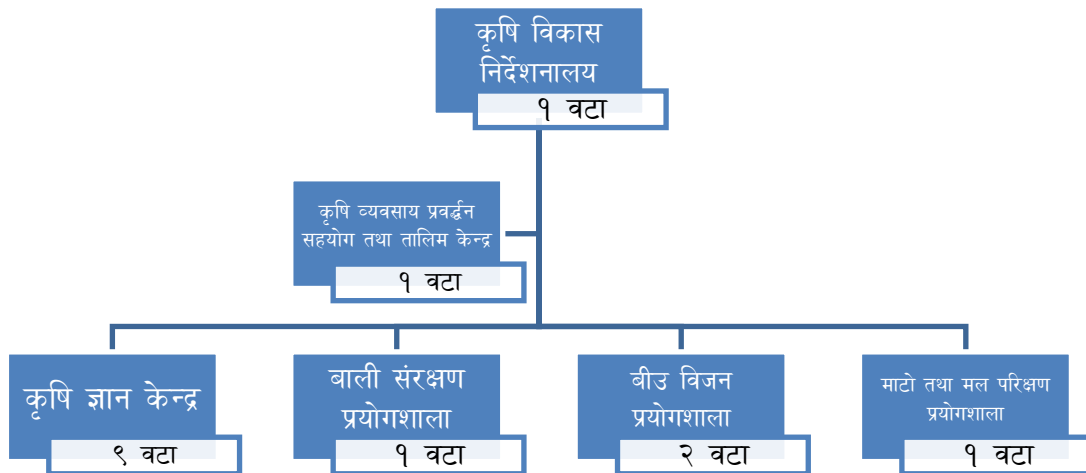 कृषि विकास
निर्देशनालय
१ वटा
कृषि व्यवसाय प्रवर्द्धन
सहयोग तथा तालिम केन्द्र
१ वटा
कृषि ज्ञान केन्द्र
९ वटा
बाली संरक्षण
प्रयोगशाला
१ वटा
बीउ विजन
प्रयोगशाला
२ वटा
माटो तथा मल परिक्षण
प्रयोगशाला
१ वटा